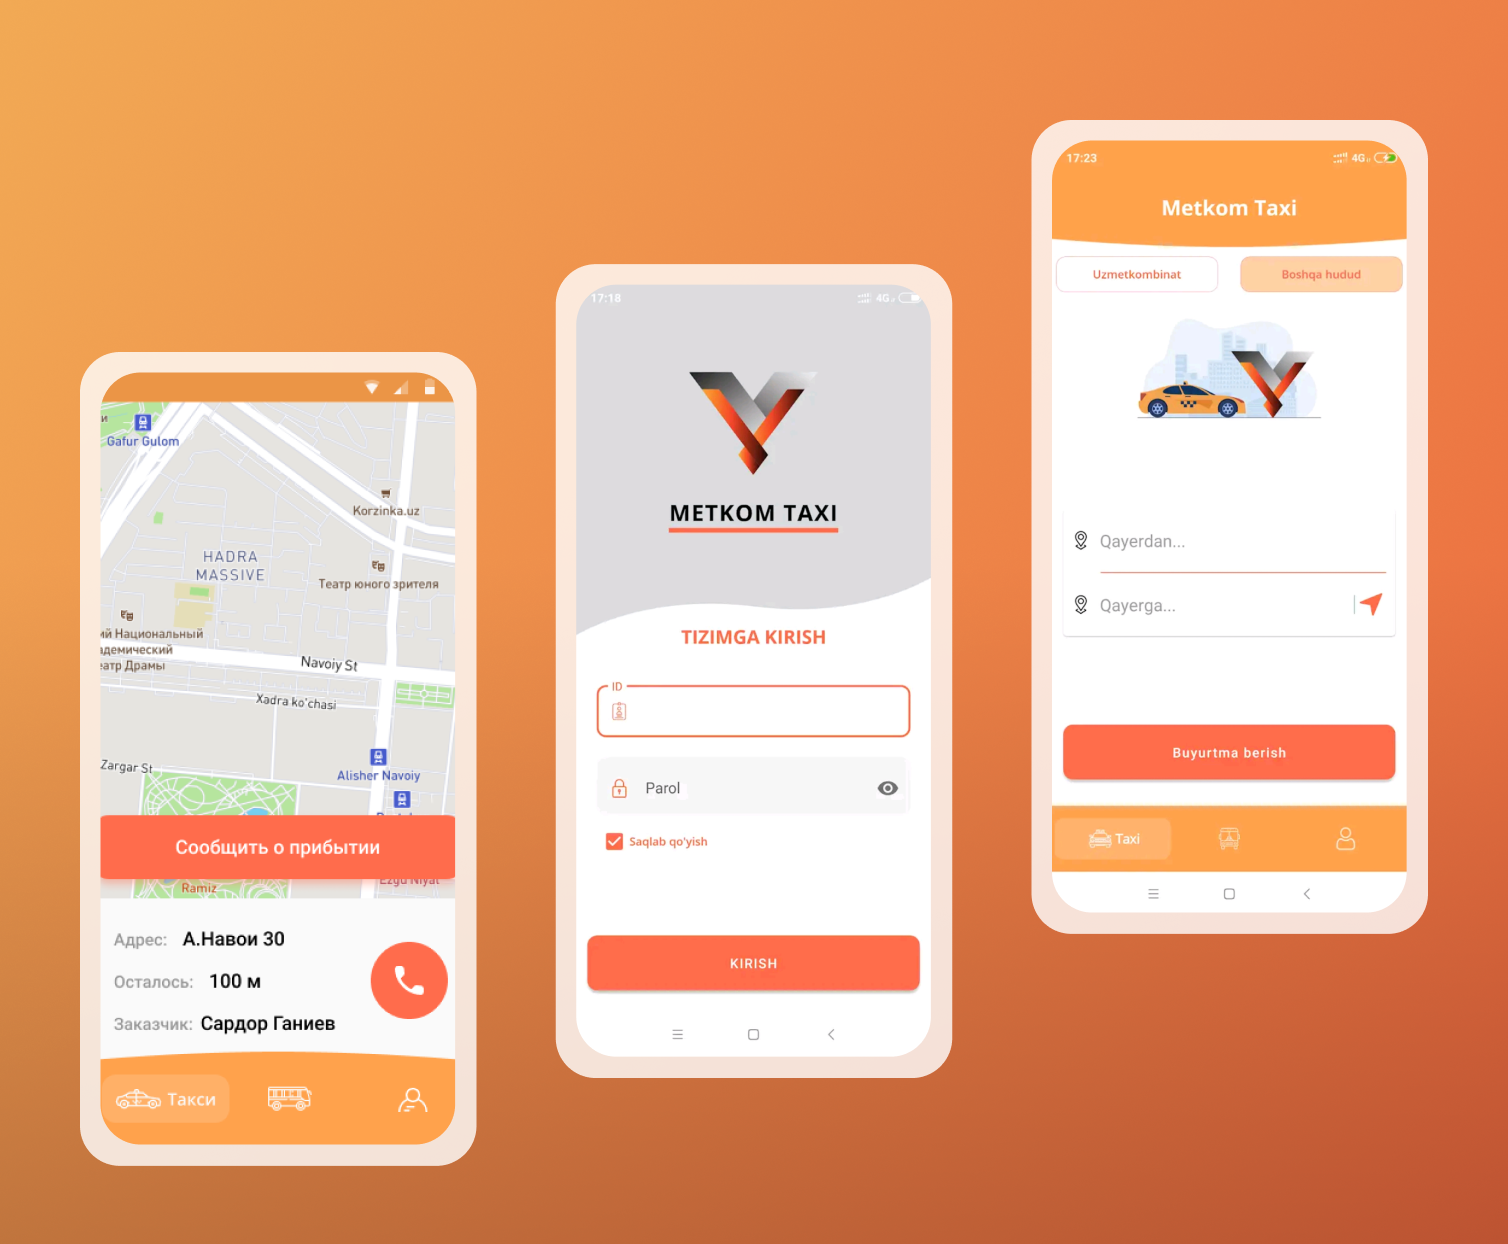 и
Gafur Gulom
Korzinka.uz
HADRA
MASSIVE
Театр юного зрителя
ий Национальный
адемический
еатр Драмы
Navoiy St
Xadra ko'chasi
Zargar St
Alisher Navoiy
Сообщить о прибытии
Ramiz
Ezgu Niyat
Адрес: А.Навои 30
Осталось: 100 м
Заказчик: Сардор Ганиев
Такси
17:18
4G
METKOM TAXI
TIZIMGA KIRISH
ID
Parol
Saqlab qo'yish
KIRISH
17:23
4G
Metkom Taxi
Uzmetkombinat
Boshqa hudud
Qayerdan...
Qayerga...
Buyurtma berish
Taxi